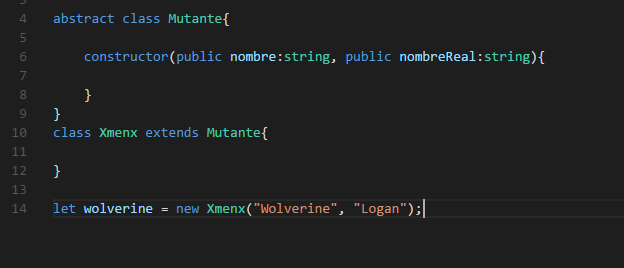 4 abstract class Mutante{
5
6 constructor(public nombre:string, public nombreReal:string){
7
8 }
9 }
10 class Xmenx extends Mutante{
11
12 }
13
14 let wolverine = new Xmenx("Wolverine", "Logan");